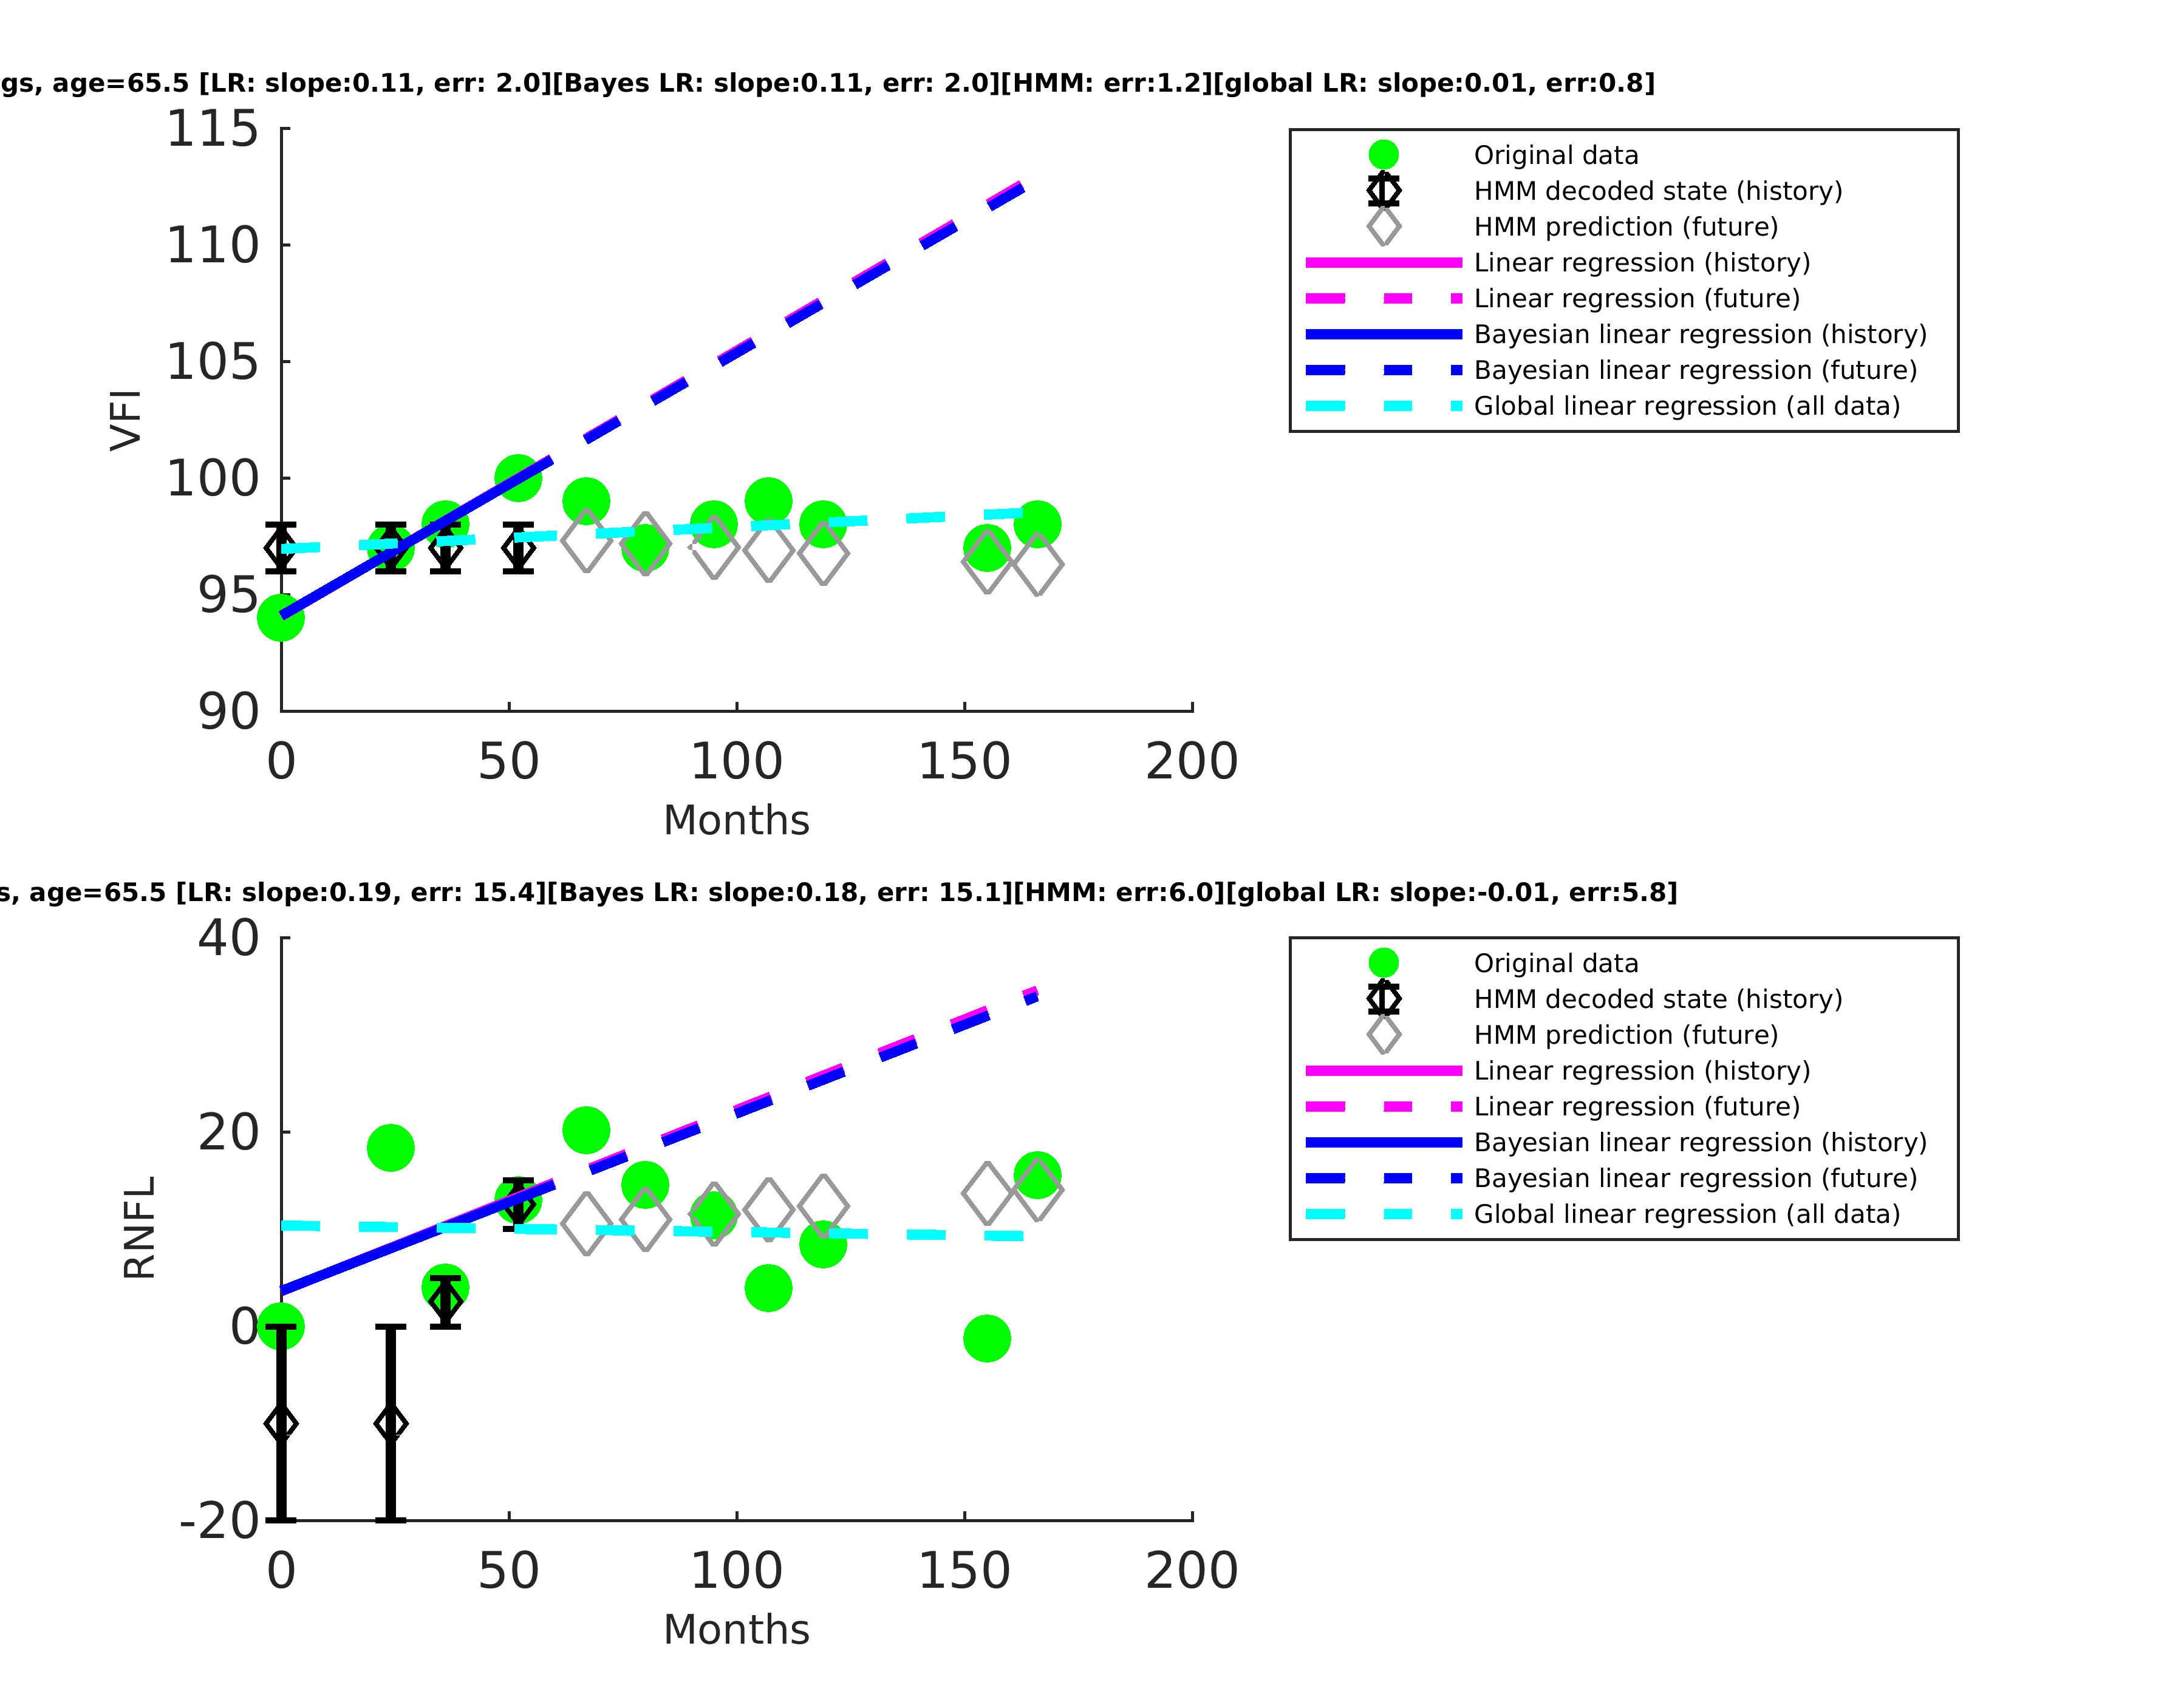 gs, age=65.5 [LR: slope:0.11, err: 2.0][Bayes LR: slope:0.11, err: 2.0][HMM: err:1.2][global LR: slope:0.01, err:0.8]
115
110
105
100
95
90
VFI
0 50 100 150 200
Months
Original data
HMM decoded state (history)
HMM prediction (future)
Linear regression (history)
Linear regression (future)
Bayesian linear regression (history)
Bayesian linear regression (future)
Global linear regression (all data)
s, age=65.5 [LR: slope:0.19, err: 15.4][Bayes LR: slope:0.18, err: 15.1][HMM: err:6.0][global LR: slope:-0.01, err:5.8]
40
20
0
-20
RNFL
0 50 100 150 200
Months
Original data
HMM decoded state (history)
HMM prediction (future)
Linear regression (history)
Linear regression (future)
Bayesian linear regression (history)
Bayesian linear regression (future)
Global linear regression (all data)